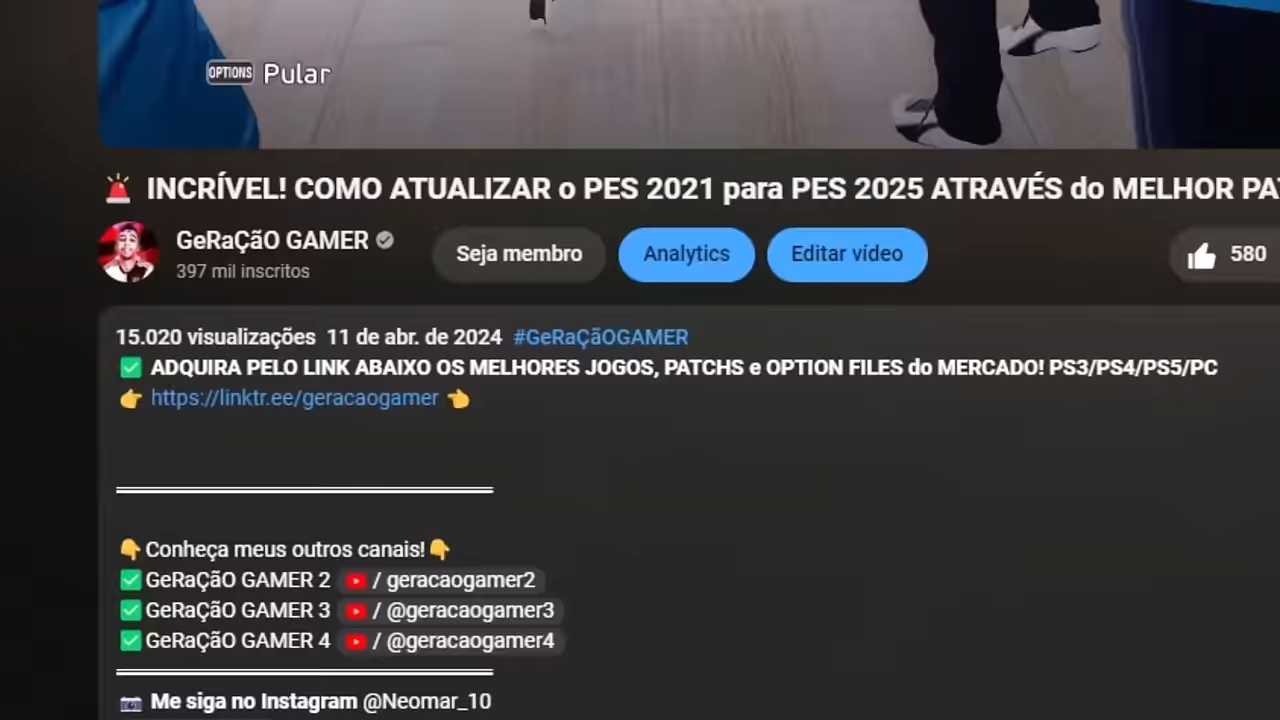 OPTIONS Pular
INCRÍVEL! COMO ATUALIZAR o PES 2021 para PES 2025 ATRAVÉS do MELHOR
GeRaÇãO GAMER
397 mil inscritos
Seja membro
Analytics
Editar vídeo
580
15.020 visualizações 11 de abr. de 2024 #GeRaÇãOGAMER
✅ ADQUIRA PELO LINK ABAIXO OS MELHORES JOGOS, PATCHS e OPTION FILES do MERCADO! PS3/PS4/PS5/PC
👉 https://linktr.ee/geracaogamer 👈
👇Conheça meus outros canais!👇
✅GeRaÇãO GAMER 2 / geracaogamer2
✅GeRaÇãO GAMER 3 / @geracaogamer3
✅GeRaÇãO GAMER 4 / @geracaogamer4
📷 Me siga no Instagram @Neomar_10